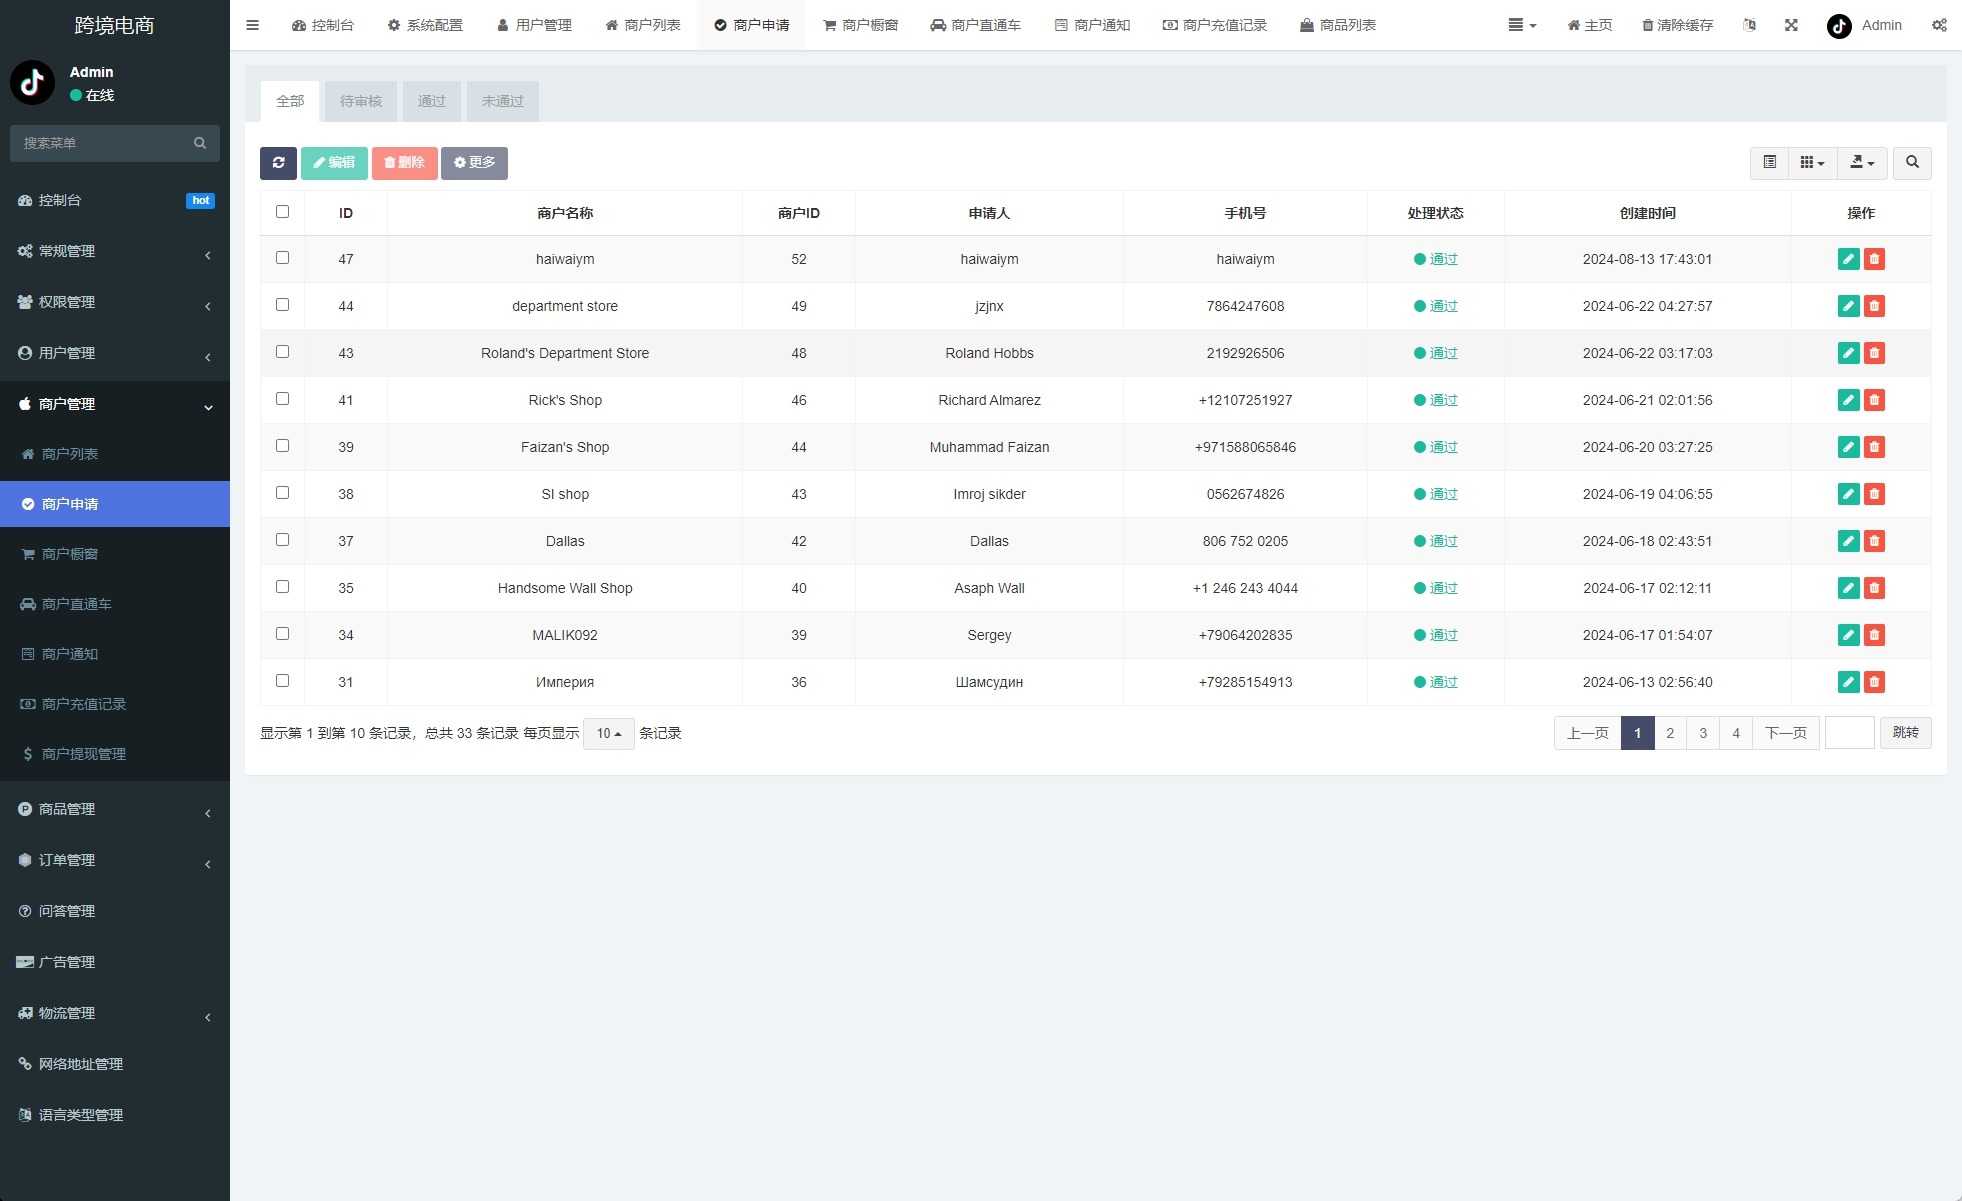 跨境电商
控制台 系统配置 用户管理 商户列表 商户申请 商户橱窗 商户直通车 商户通知 商户充值记录 商品列表 主页 清除缓存 Admin
Admin
在线
搜索菜单
控制台 hot
常规管理
权限管理
用户管理
商户管理
商户列表
商户申请
商户橱窗
商户直通车
商户通知
商户充值记录
商户提现管理
商品管理
订单管理
问答管理
广告管理
物流管理
网络地址管理
语言类型管理
全部 待审核 通过 未通过
编辑 删除 更多
ID 商户名称 商户ID 申请人 手机号 处理状态 创建时间 操作
47 haiwaiym 52 haiwaiym haiwaiym 通过 2024-08-13 17:43:01
44 department store 49 jzjnx 7864247608 通过 2024-06-22 04:27:57
43 Roland's Department Store 48 Roland Hobbs 2192926506 通过 2024-06-22 03:17:03
41 Rick's Shop 46 Richard Almarez +12107251927 通过 2024-06-21 02:01:56
39 Faizan's Shop 44 Muhammad Faizan +971588065846 通过 2024-06-20 03:27:25
38 SI shop 43 Imroj sikder 0562674826 通过 2024-06-19 04:06:55
37 Dallas 42 Dallas 806 752 0205 通过 2024-06-18 02:43:51
35 Handsome Wall Shop 40 Asaph Wall +1 246 243 4044 通过 2024-06-17 02:12:11
34 MALIK092 39 Sergey +79064202835 通过 2024-06-17 01:54:07
31 Империя 36 Шамсудин +79285154913 通过 2024-06-13 02:56:40
显示第 1 到第 10 条记录，总共 33 条记录 每页显示 10 条记录
上一页 1 2 3 4 下一页 跳转